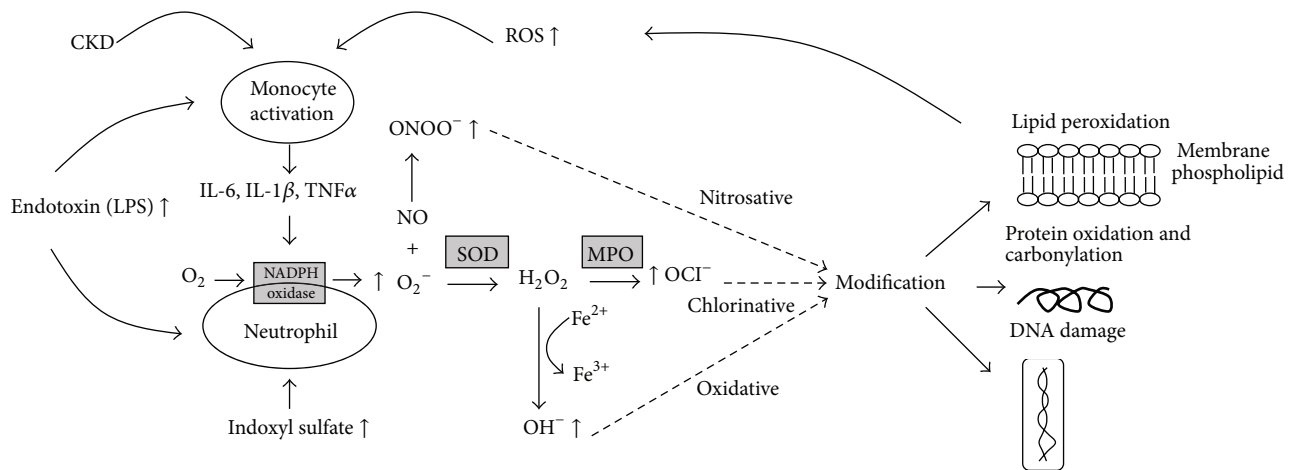 CKD
ROS ↑
Monocyte
activation
ONOO⁻ ↑
Lipid peroxidation
Membrane
phospholipid
IL-6, IL-1β, TNFα
Endotoxin (LPS) ↑
Nitrosative
NO
+
Protein oxidation and
carbonylation
SOD
MPO
O₂
NADPH
oxidase
↑ O₂⁻
H₂O₂
↑ OCI⁻
Modification
Chlorinative
Neutrophil
Fe²⁺
DNA damage
Fe³⁺
Oxidative
Indoxyl sulfate ↑
OH⁻ ↑